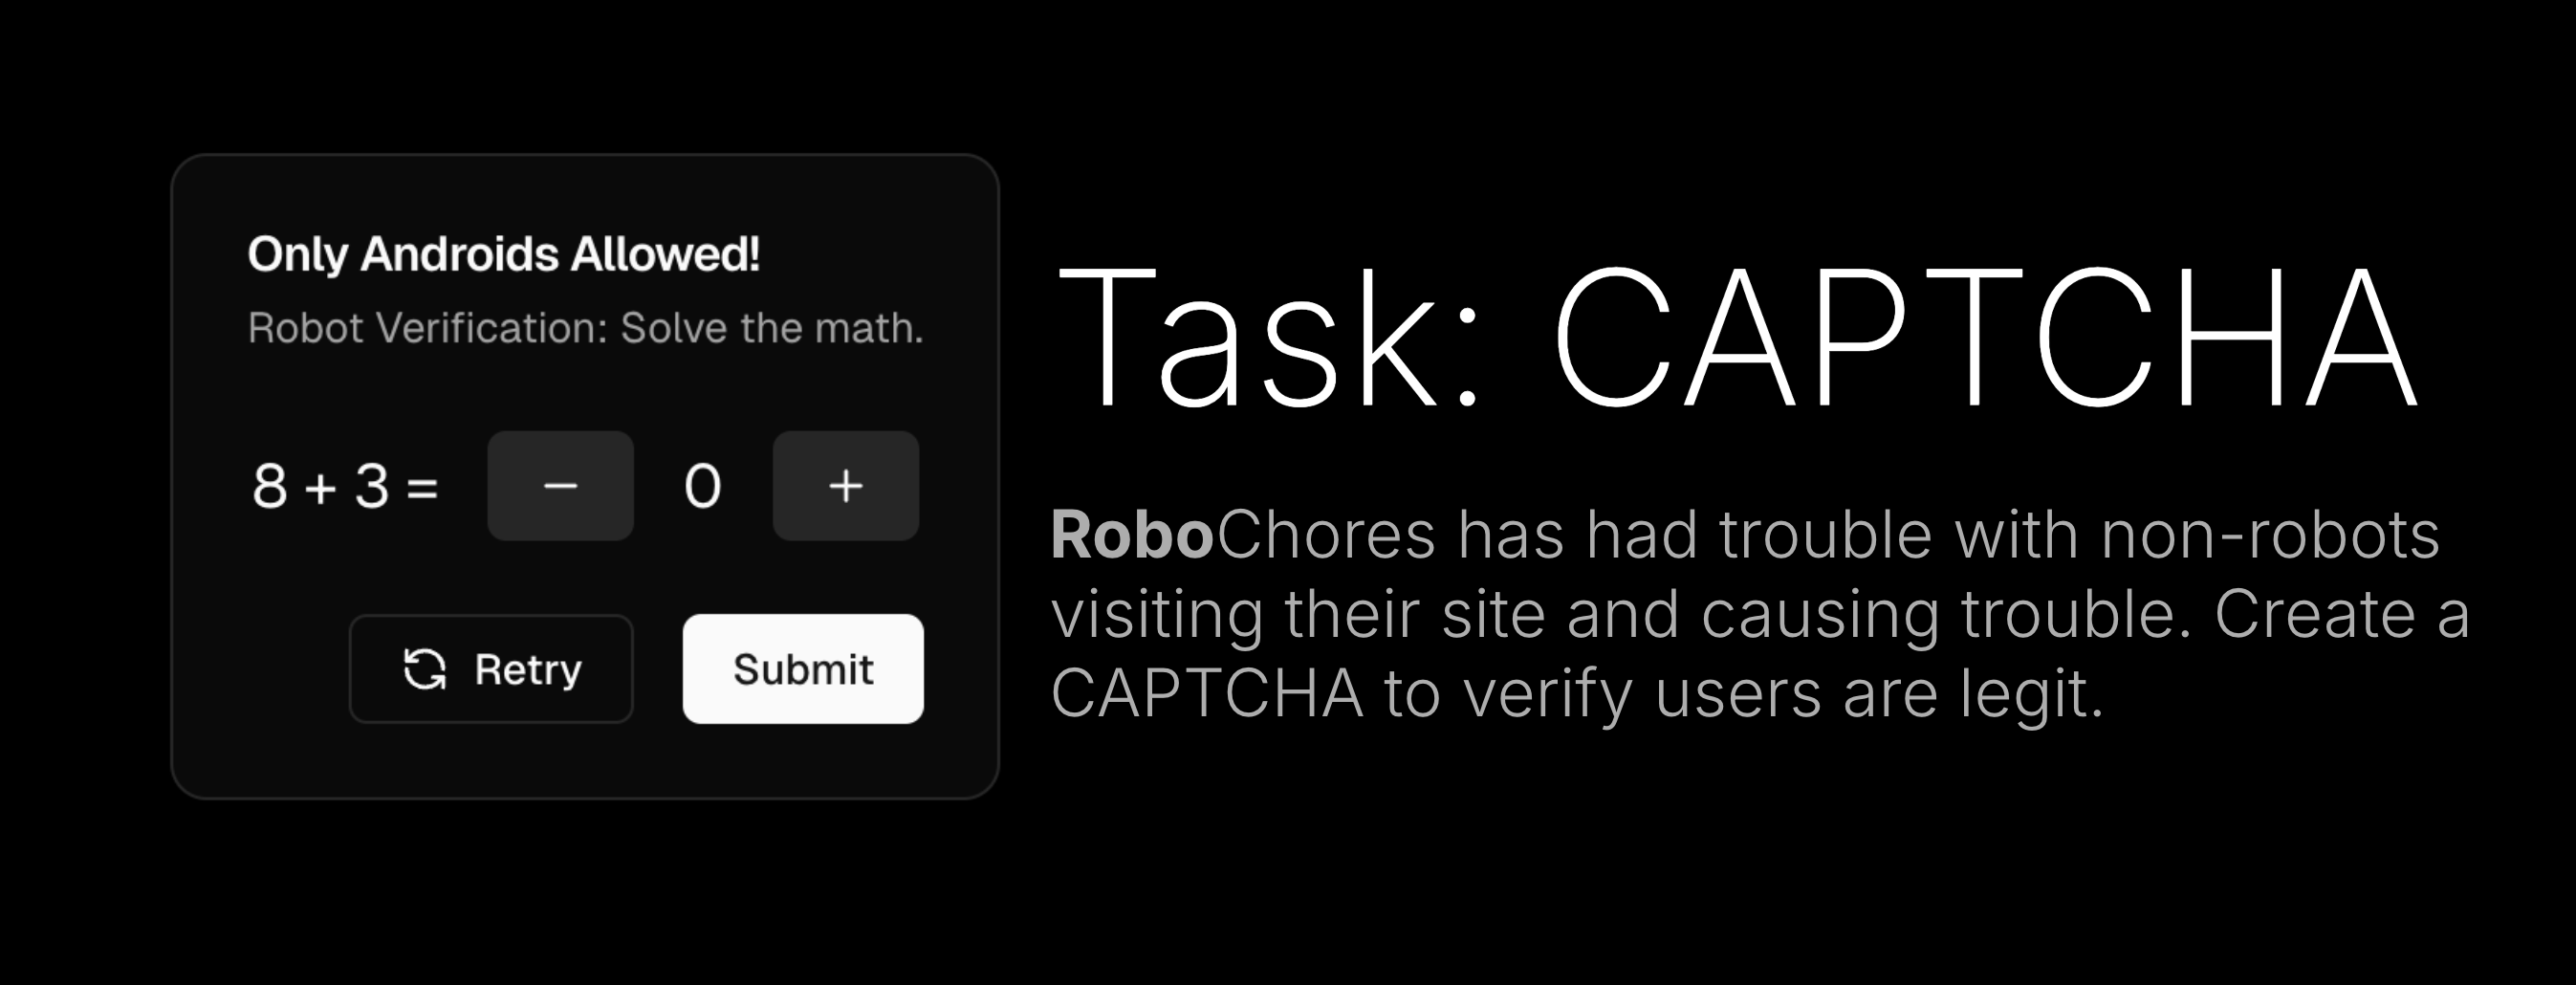 Only Androids Allowed!
Robot Verification: Solve the math.
8 + 3 = − 0 +
Retry Submit
Task: CAPTCHA
RoboChores has had trouble with non-robots
visiting their site and causing trouble. Create a
CAPTCHA to verify users are legit.